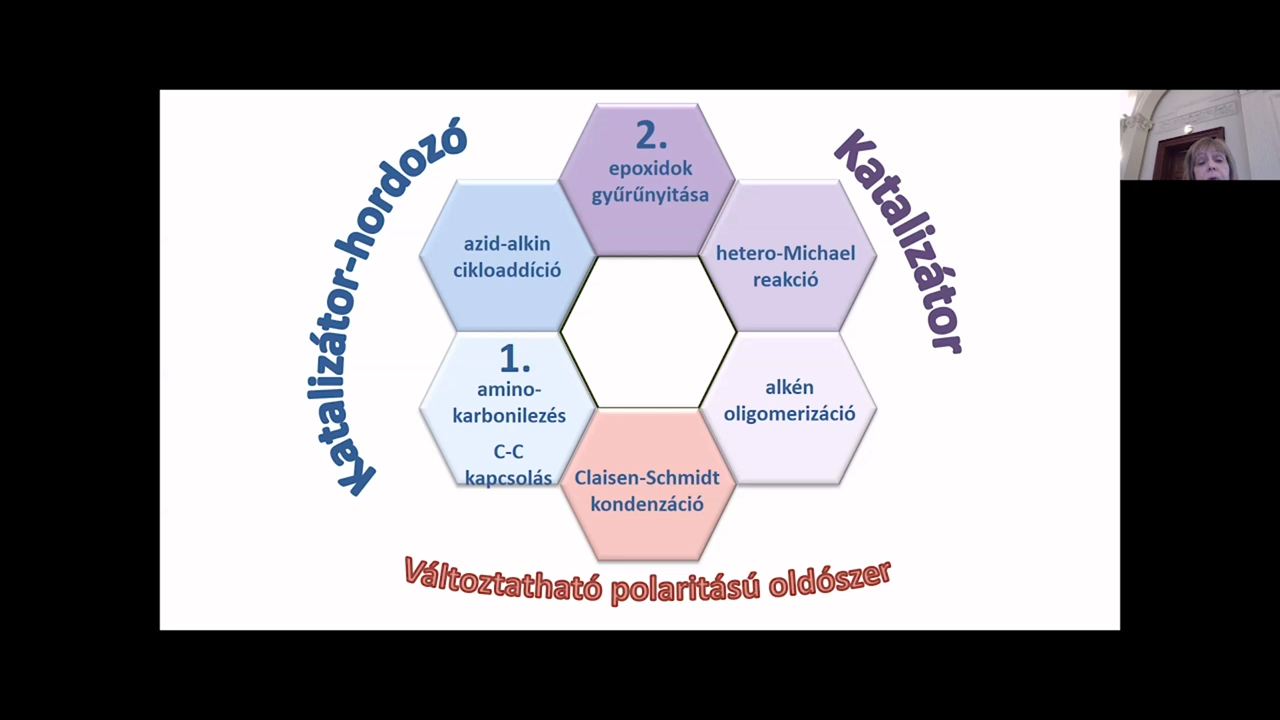 Katalizátor-hordozó
Katalizátor
2.
epoxidok
gyűrűnyitása
azid-alkin
cikloaddíció
hetero-Michael
reakció
1.
amino-
karbonilezés
C-C
kapcsolás
alkén
oligomerizáció
Claisen-Schmidt
kondenzáció
Változtatható polaritású oldószer